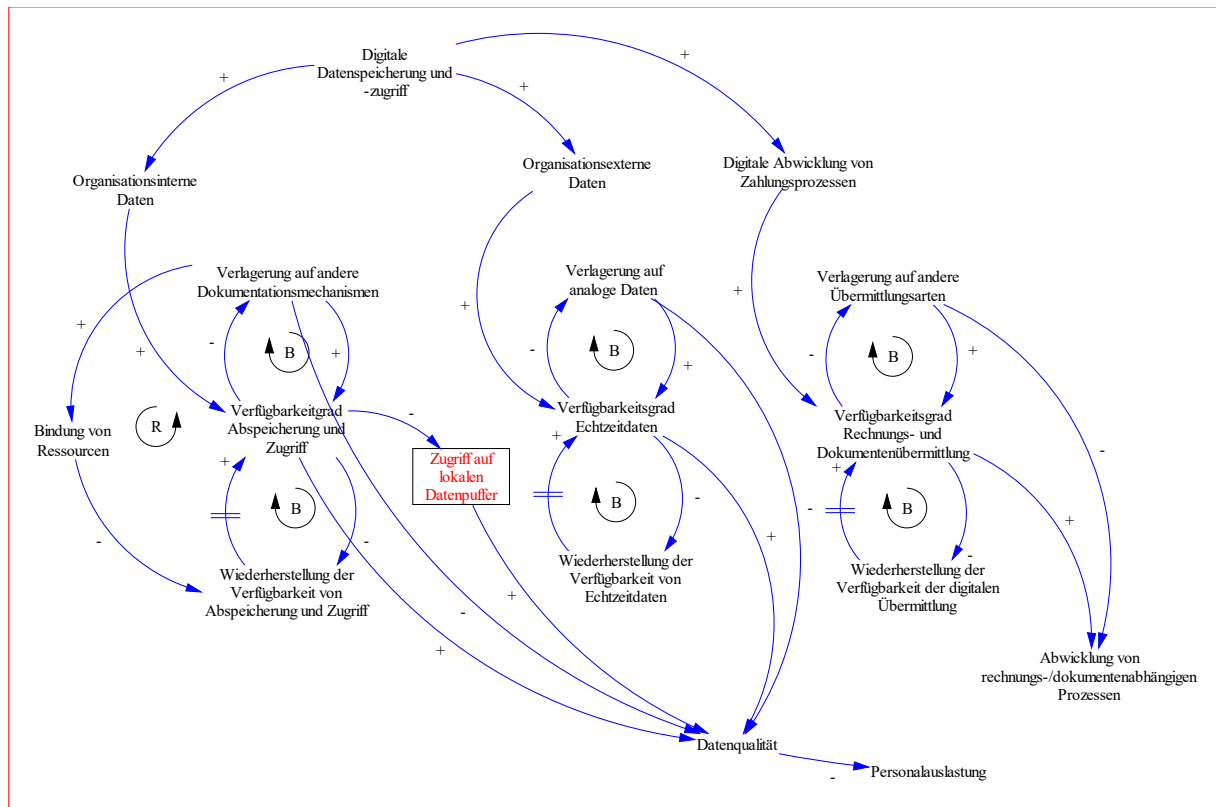 Digitale
Datenspeicherung und
-zugriff
+
+
+
Organisationsinterne
Daten
Organisationsexterne
Daten
Digitale Abwicklung von
Zahlungsprozessen
Verlagerung auf andere
Dokumentationsmechanismen
Verlagerung auf
analoge Daten
Verlagerung auf andere
Übermittlungsarten
+
+
-
B
+
+
-
B
+
+
-
B
+
-
Bindung von
Ressourcen
R
Verfügbarkeitgrad
Abspeicherung und
Zugriff
-
Verfügbarkeitsgrad
Echtzeitdaten
Verfügbarkeitsgrad
Rechnungs- und
Dokumentenübermittlung
Zugriff auf
lokalen
Datenpuffer
+
B
-
-
+
B
-
+
-
+
B
-
+
Wiederherstellung der
Verfügbarkeit von
Abspeicherung und Zugriff
Wiederherstellung der
Verfügbarkeit von
Echtzeitdaten
Wiederherstellung der
Verfügbarkeit der digitalen
Übermittlung
+
-
+
Abwicklung von
rechnungs-/dokumentenabhängigen
Prozessen
Datenqualität
-
Personalauslastung